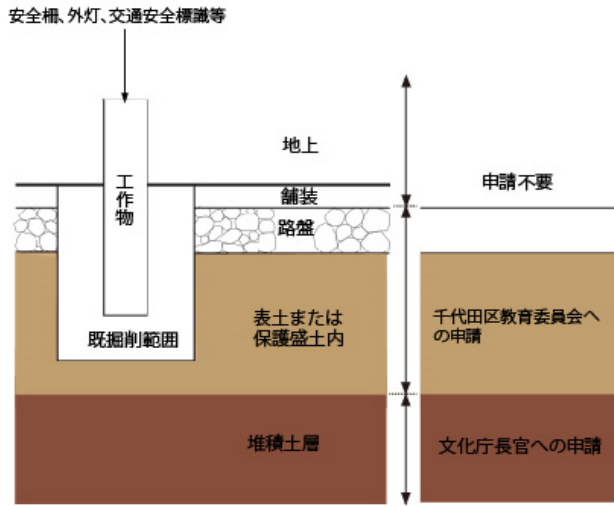 安全柵、外灯、交通安全標識等
地上
申請不要
工作物
舗装
路盤
既掘削範囲
表土または
保護盛土内
千代田区教育委員会へ
の申請
堆積土層
文化庁長官への申請